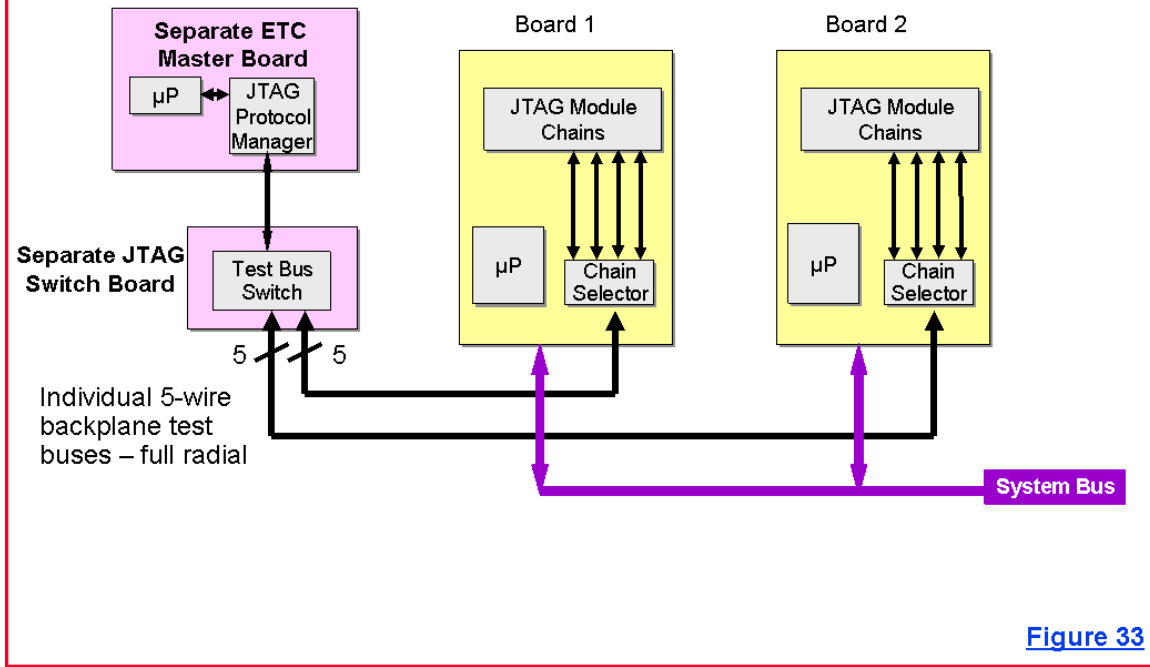 Separate ETC
Master Board
µP
JTAG
Protocol
Manager
Board 1
JTAG Module
Chains
µP
Chain
Selector
Board 2
JTAG Module
Chains
µP
Chain
Selector
Separate JTAG
Switch Board
Test Bus
Switch
5
5
Individual 5-wire
backplane test
buses – full radial
System Bus
Figure 33